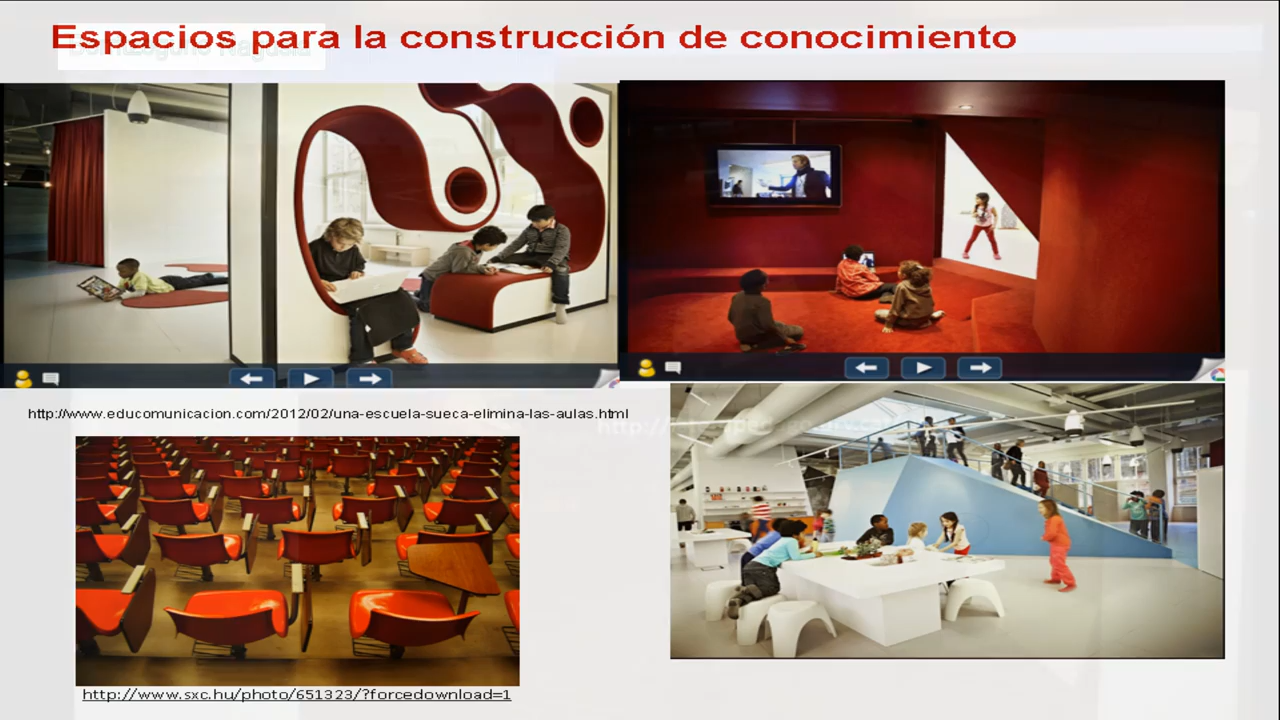 Espacios para la construcción de conocimiento
http://www.educomunicacion.com/2012/02/una-escuela-sueca-elimina-las-aulas.html
http://www.sxc.hu/photo/651323/?forcedownload=1